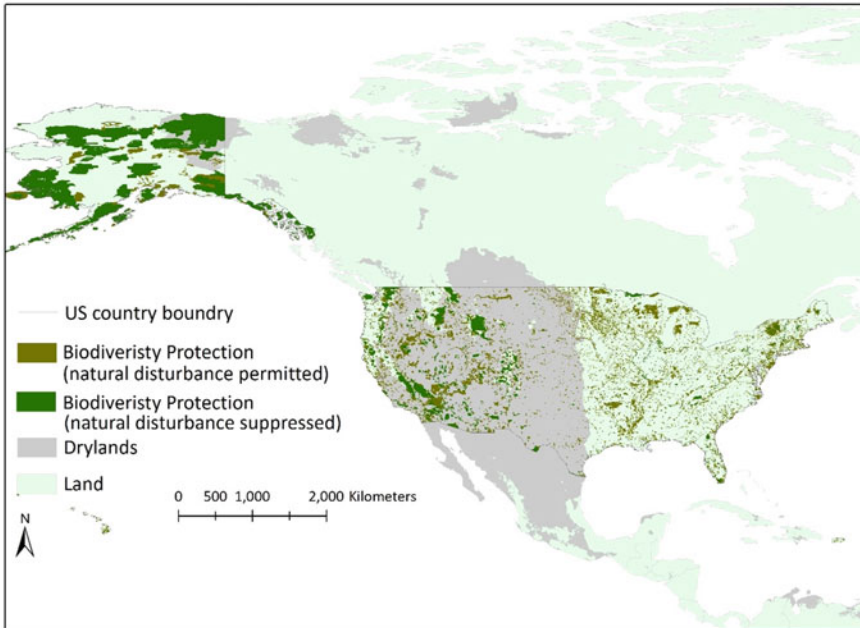 US country boundry
Biodiveristy Protection
(natural disturbance permitted)
Biodiveristy Protection
(natural disturbance suppressed)
Drylands
Land
0 500 1,000 2,000 Kilometers
N